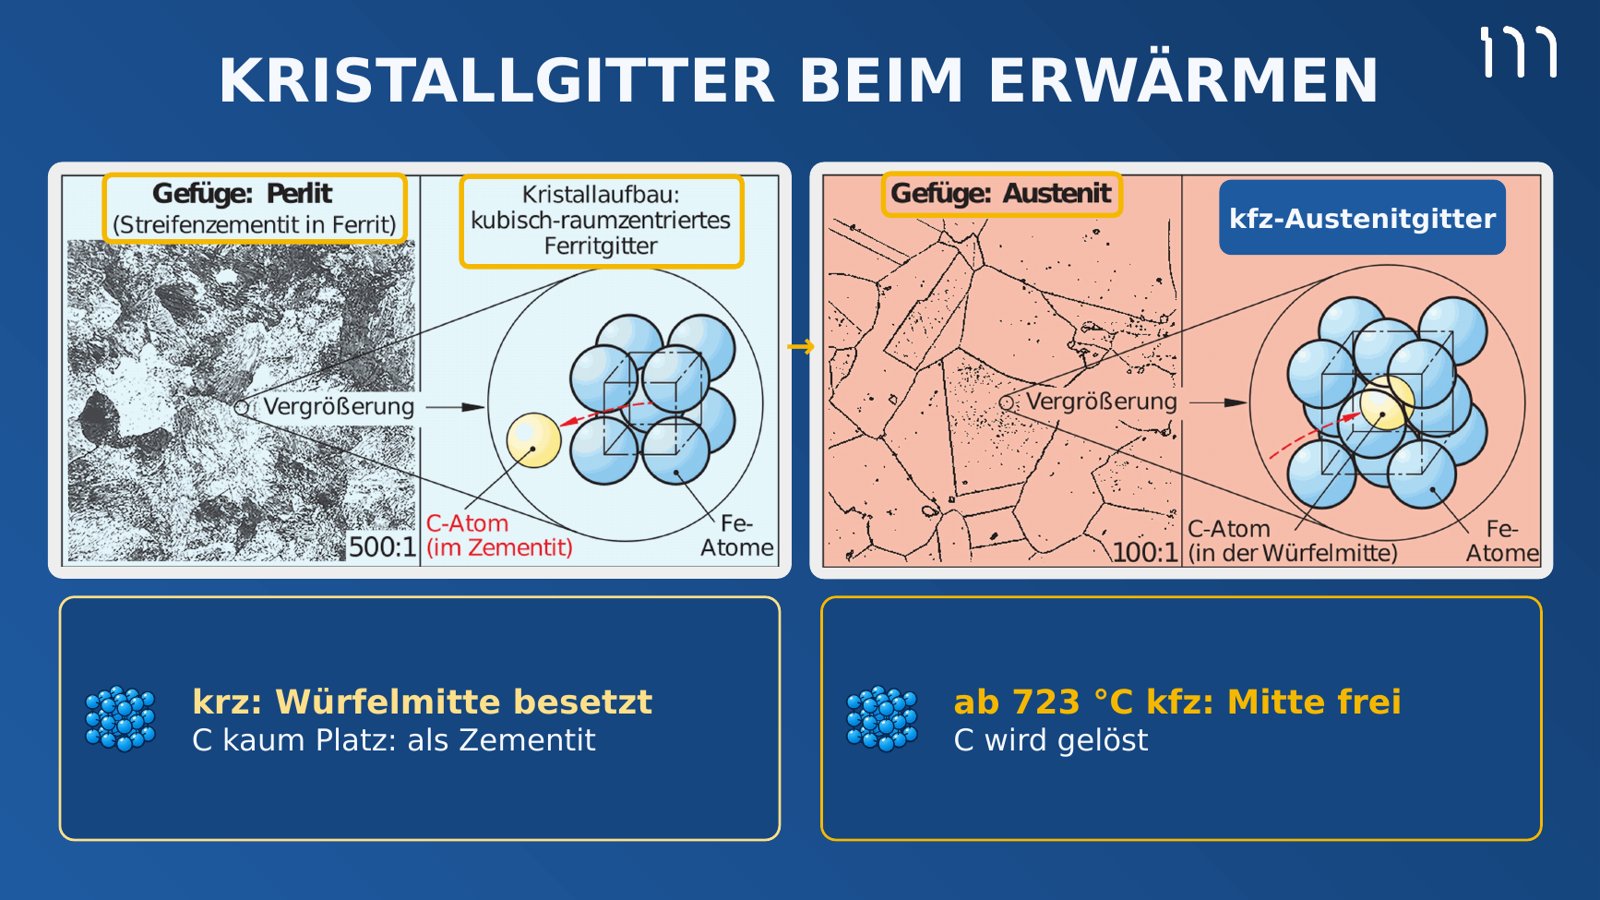 KRISTALLGITTER BEIM ERWÄRMEN
Gefüge: Perlit
(Streifenzementit in Ferrit)
Kristallaufbau:
kubisch-raumzentriertes
Ferritgitter
Vergrößerung
500:1
C-Atom
(im Zementit)
Fe-
Atome
→
Gefüge: Austenit
kfz-Austenitgitter
Vergrößerung
100:1
C-Atom
(in der Würfelmitte)
Fe-
Atome
krz: Würfelmitte besetzt
C kaum Platz: als Zementit
ab 723 °C kfz: Mitte frei
C wird gelöst